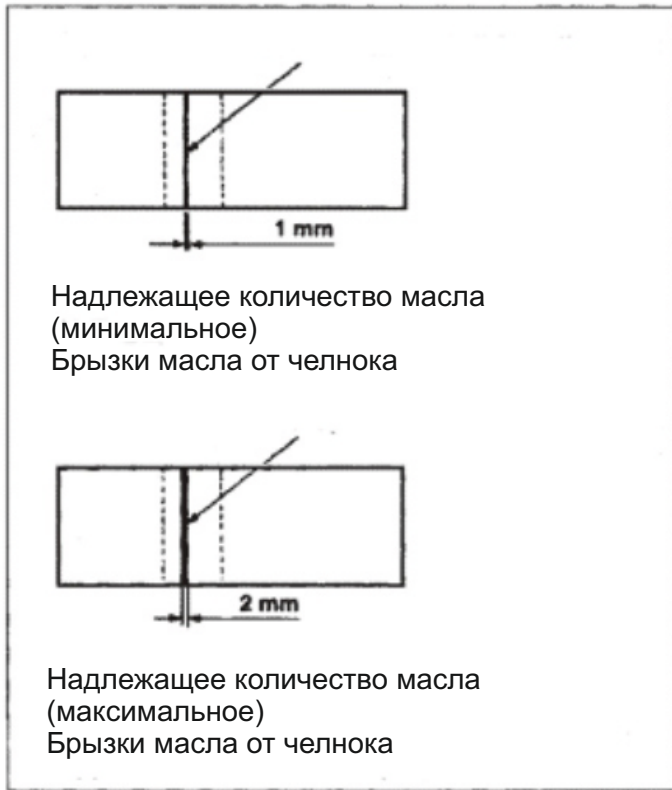 1 mm
Надлежащее количество масла
(минимальное)
Брызки масла от челнока
2 mm
Надлежащее количество масла
(максимальное)
Брызки масла от челнока